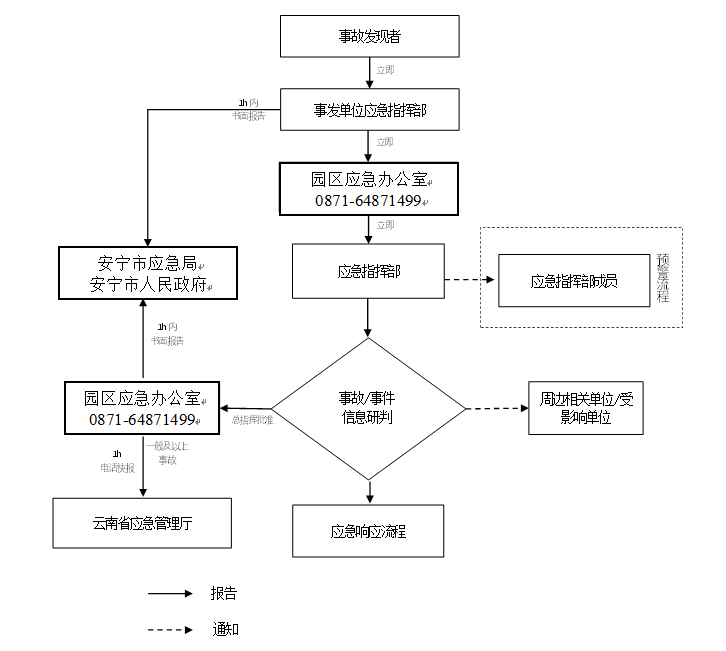 事故发现者
立即
1h 内
书面报告
事发单位应急指挥部
立即
园区应急办公室
0871-64871499
立即
安宁市应急局
安宁市人民政府
应急指挥部
应急指挥部成员
预警流程
1h 内
书面报告
事故/事件
信息研判
园区应急办公室
0871-64871499
总指挥批准
周边相关单位/受
影响单位
1h
电话快报
一般及以上
事故
云南省应急管理厅
应急响应流程
报告
通知